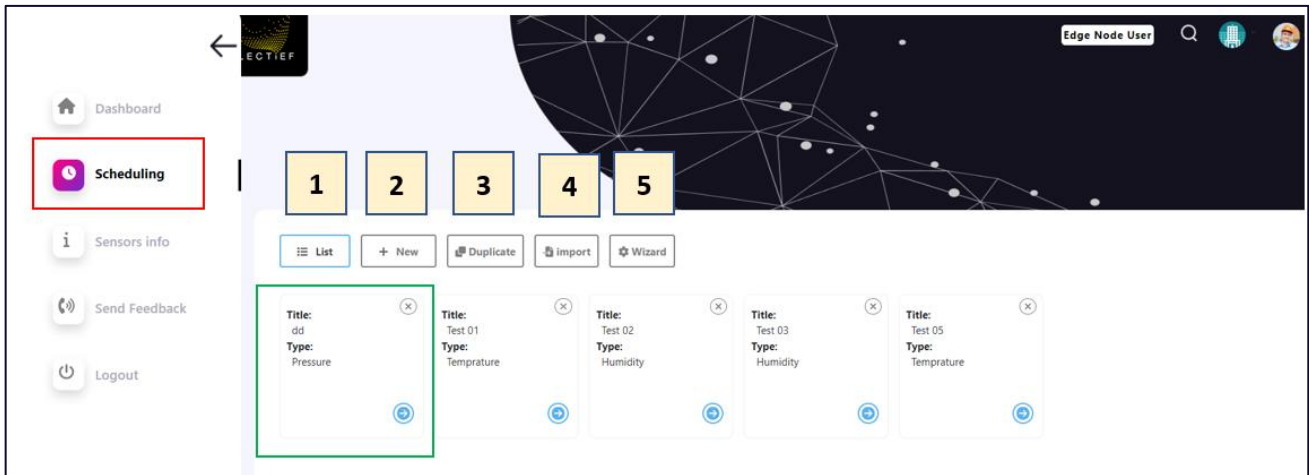 LECTIEF
Edge Node User
Dashboard
Scheduling
Sensors info
Send Feedback
Logout
1 2 3 4 5
List + New Duplicate import Wizard
Title:
dd
Type:
Pressure
Title:
Test 01
Type:
Temprature
Title:
Test 02
Type:
Humidity
Title:
Test 03
Type:
Humidity
Title:
Test 05
Type:
Temprature